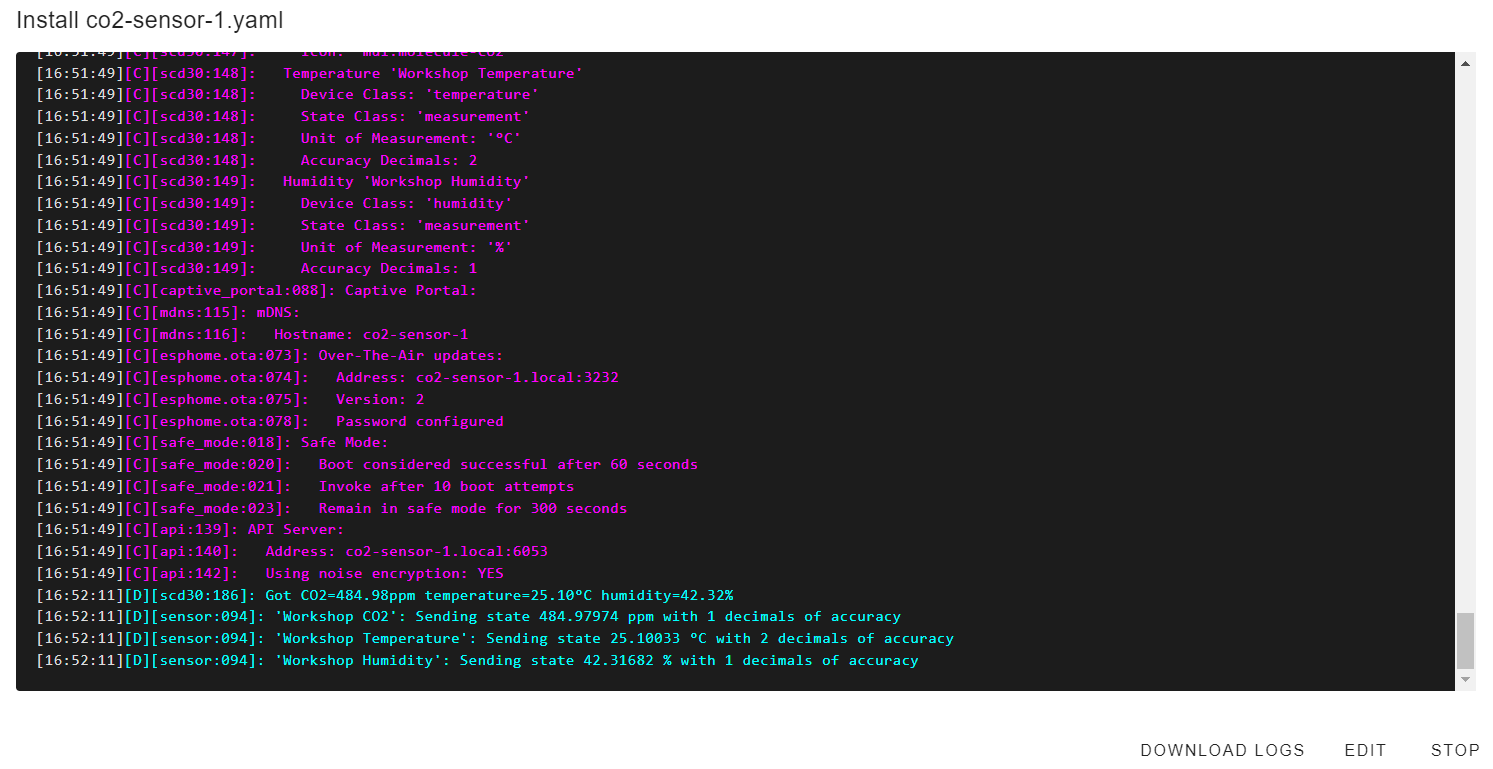 Install co2-sensor-1.yaml
[16:51:49][C][scd30:147]:     Icon: 'mdi:molecule-co2'
[16:51:49][C][scd30:148]:   Temperature 'Workshop Temperature'
[16:51:49][C][scd30:148]:     Device Class: 'temperature'
[16:51:49][C][scd30:148]:     State Class: 'measurement'
[16:51:49][C][scd30:148]:     Unit of Measurement: '°C'
[16:51:49][C][scd30:148]:     Accuracy Decimals: 2
[16:51:49][C][scd30:149]:   Humidity 'Workshop Humidity'
[16:51:49][C][scd30:149]:     Device Class: 'humidity'
[16:51:49][C][scd30:149]:     State Class: 'measurement'
[16:51:49][C][scd30:149]:     Unit of Measurement: '%'
[16:51:49][C][scd30:149]:     Accuracy Decimals: 1
[16:51:49][C][captive_portal:088]: Captive Portal:
[16:51:49][C][mdns:115]: mDNS:
[16:51:49][C][mdns:116]:   Hostname: co2-sensor-1
[16:51:49][C][esphome.ota:073]: Over-The-Air updates:
[16:51:49][C][esphome.ota:074]:   Address: co2-sensor-1.local:3232
[16:51:49][C][esphome.ota:075]:   Version: 2
[16:51:49][C][esphome.ota:078]:   Password configured
[16:51:49][C][safe_mode:018]: Safe Mode:
[16:51:49][C][safe_mode:020]:   Boot considered successful after 60 seconds
[16:51:49][C][safe_mode:021]:   Invoke after 10 boot attempts
[16:51:49][C][safe_mode:023]:   Remain in safe mode for 300 seconds
[16:51:49][C][api:139]: API Server:
[16:51:49][C][api:140]:   Address: co2-sensor-1.local:6053
[16:51:49][C][api:142]:   Using noise encryption: YES
[16:52:11][D][scd30:186]: Got CO2=484.98ppm temperature=25.10°C humidity=42.32%
[16:52:11][D][sensor:094]: 'Workshop CO2': Sending state 484.97974 ppm with 1 decimals of accuracy
[16:52:11][D][sensor:094]: 'Workshop Temperature': Sending state 25.10033 °C with 2 decimals of accuracy
[16:52:11][D][sensor:094]: 'Workshop Humidity': Sending state 42.31682 % with 1 decimals of accuracy
DOWNLOAD LOGS EDIT STOP